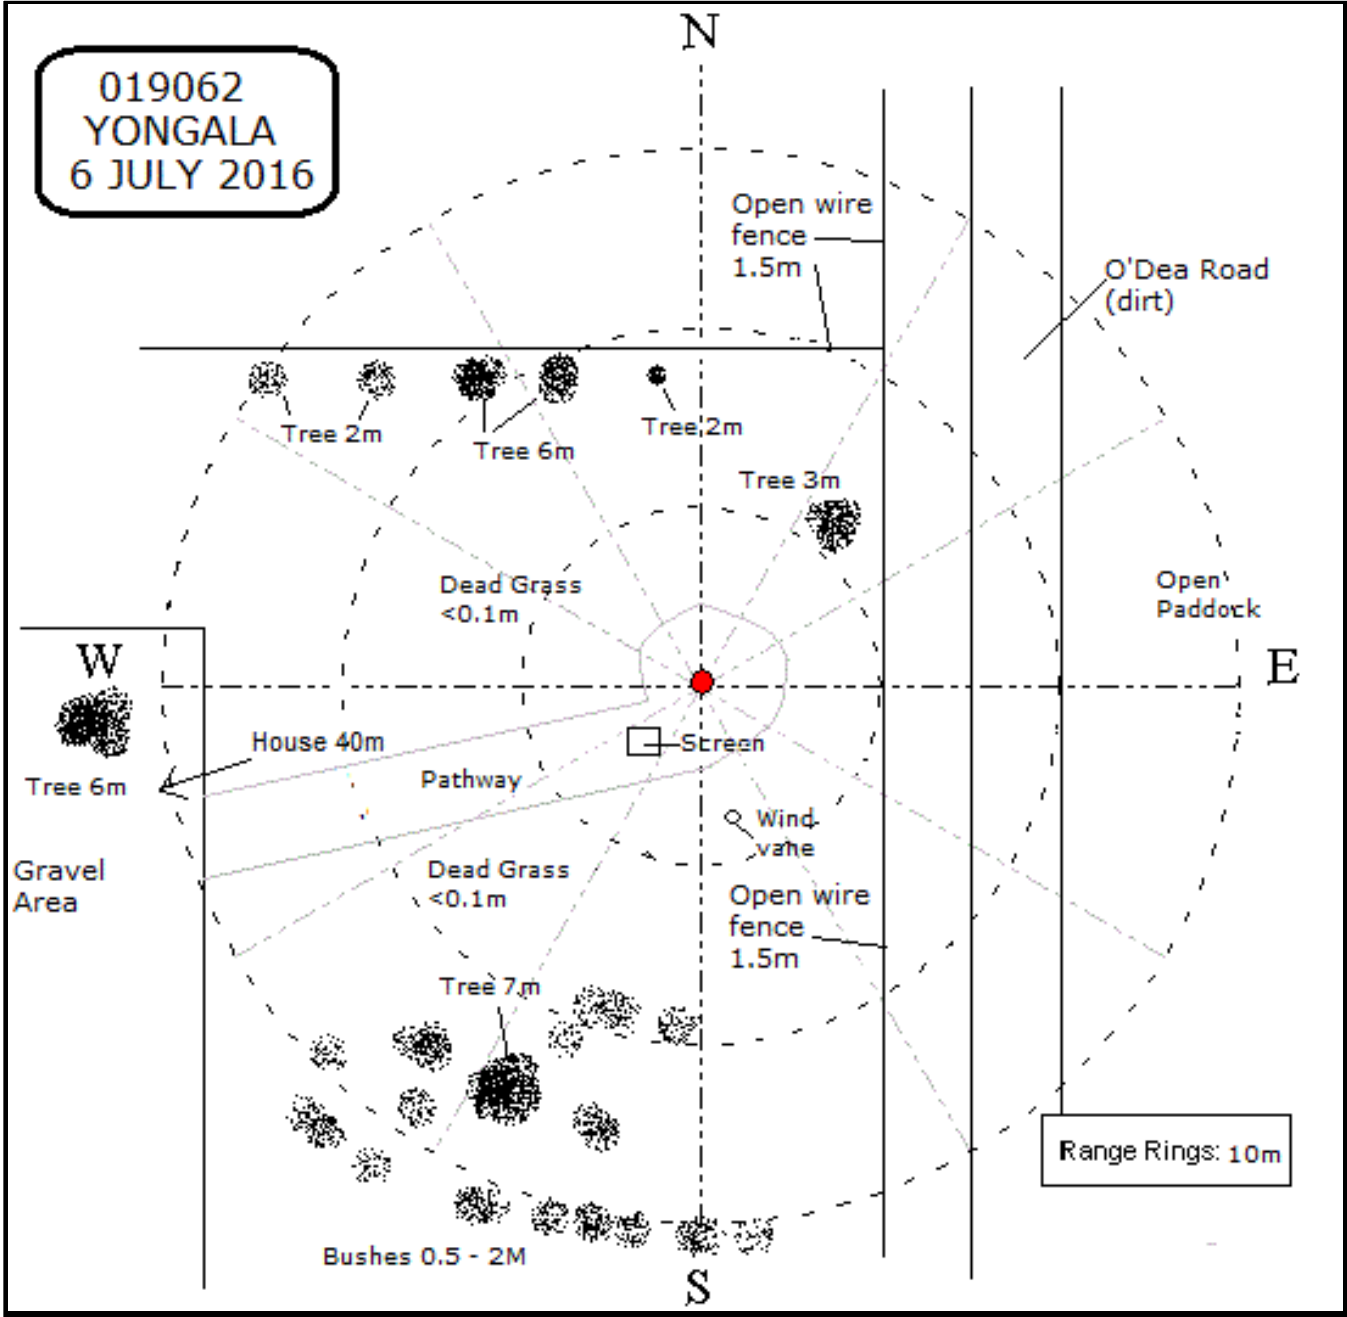 N
019062
YONGALA
6 JULY 2016
Open wire
fence
1.5m
O'Dea Road
(dirt)
Tree 2m
Tree 6m
Tree 2m
Tree 3m
Dead Grass
<0.1m
Open
Paddock
W
E
House 40m
Screen
Tree 6m
Pathway
Wind
vane
Gravel
Area
Dead Grass
<0.1m
Open wire
fence
1.5m
Tree 7m
Range Rings: 10m
Bushes 0.5 - 2M
S